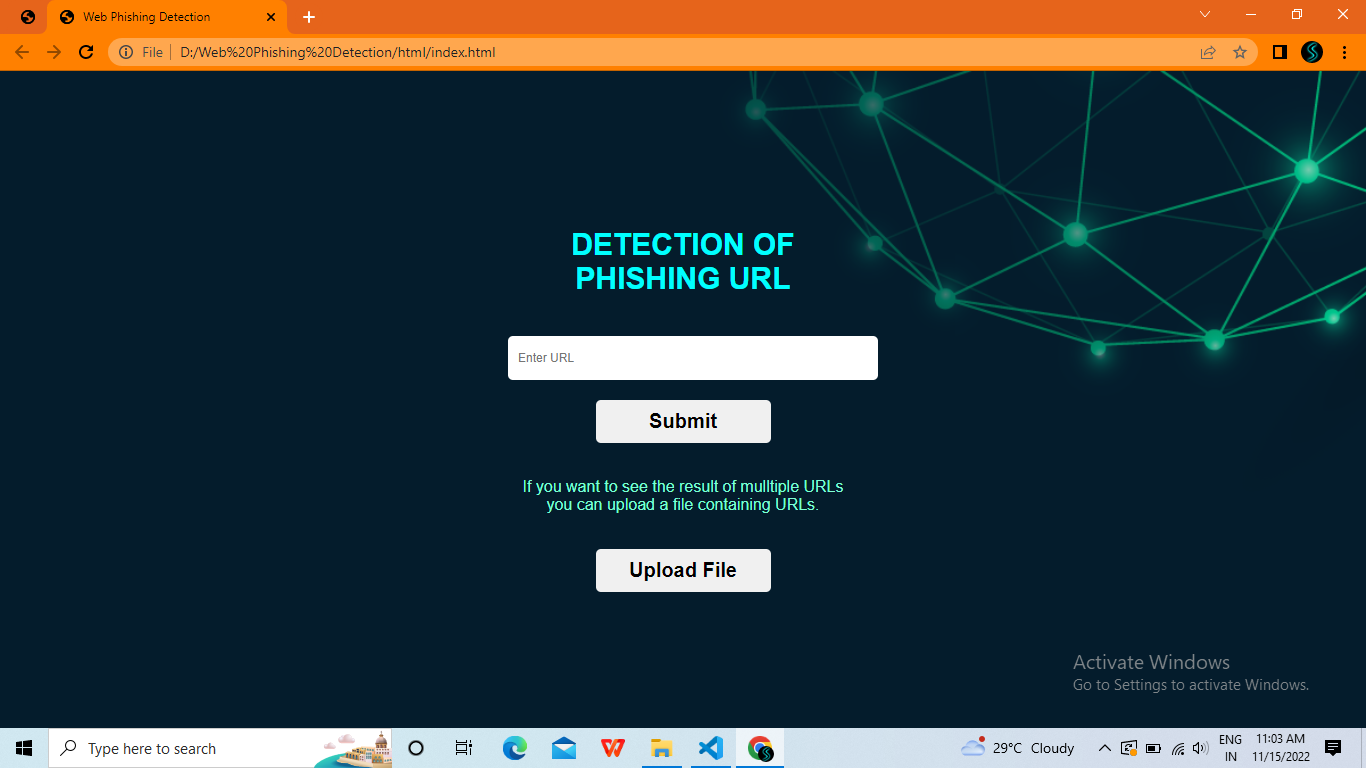 Web Phishing Detection
File
D:/Web%20Phishing%20Detection/html/index.html
DETECTION OF
PHISHING URL
Enter URL
Submit
If you want to see the result of mulltiple URLs
you can upload a file containing URLs.
Upload File
Activate Windows
Go to Settings to activate Windows.
Type here to search
29°C Cloudy
ENG
IN
11:03 AM
11/15/2022